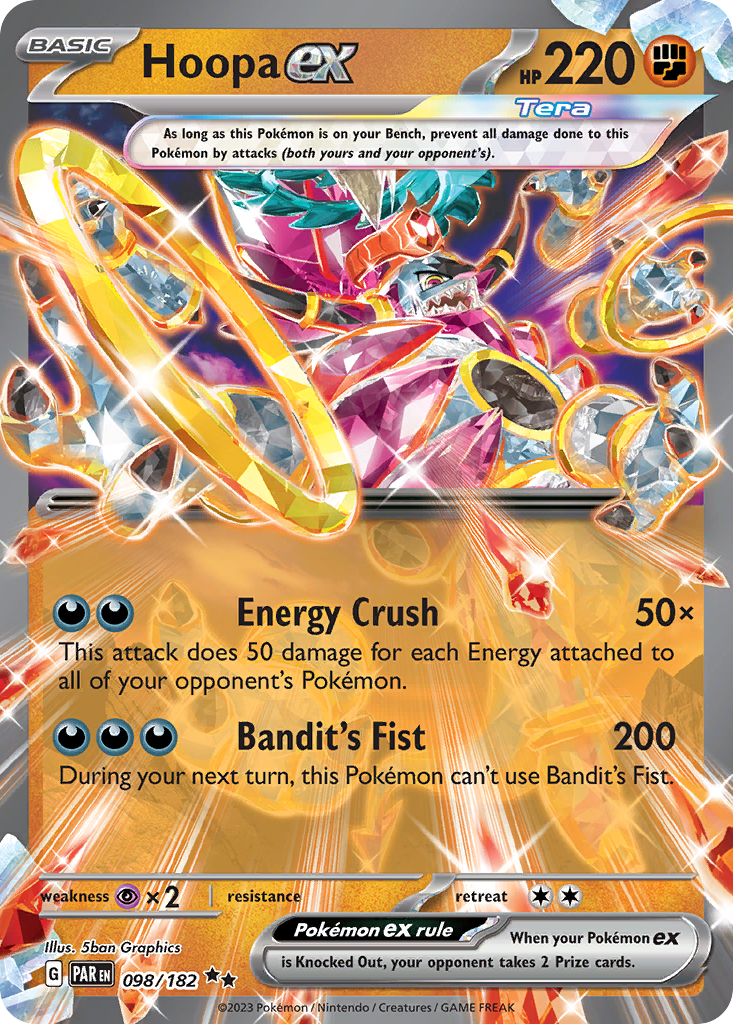 BASIC
Hoopa ex
HP 220
Tera
As long as this Pokémon is on your Bench, prevent all damage done to this
Pokémon by attacks (both yours and your opponent's).
Energy Crush 50×
This attack does 50 damage for each Energy attached to
all of your opponent's Pokémon.
Bandit's Fist 200
During your next turn, this Pokémon can't use Bandit's Fist.
weakness ×2 resistance retreat
Illus. 5ban Graphics
Pokémon ex rule When your Pokémon ex
is Knocked Out, your opponent takes 2 Prize cards.
G PAR EN 098/182
©2023 Pokémon / Nintendo / Creatures / GAME FREAK